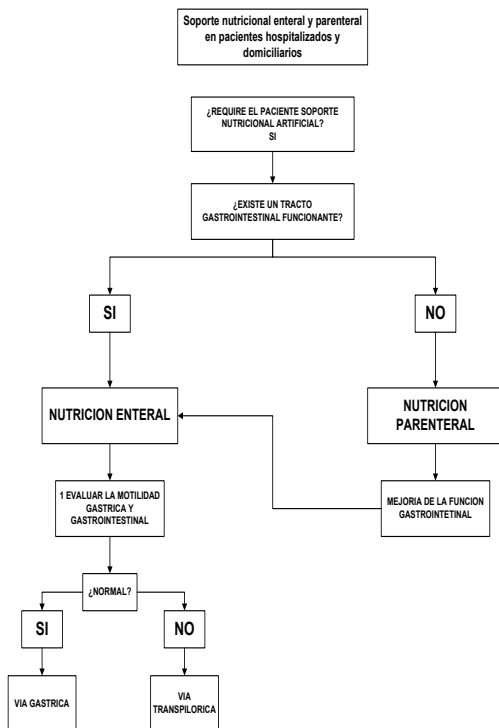 Soporte nutricional enteral y parenteral
en pacientes hospitalizados y
domiciliarios
¿REQUIRE EL PACIENTE SOPORTE
NUTRICIONAL ARTIFICIAL?
SI
¿EXISTE UN TRACTO
GASTROINTESTINAL FUNCIONANTE?
SI
NO
NUTRICION ENTERAL
NUTRICION
PARENTERAL
1 EVALUAR LA MOTILIDAD
GASTRICA Y
GASTROINTESTINAL
MEJORIA DE LA FUNCION
GASTROINTETINAL
¿NORMAL?
SI
NO
VIA GASTRICA
VIA
TRANSPILORICA